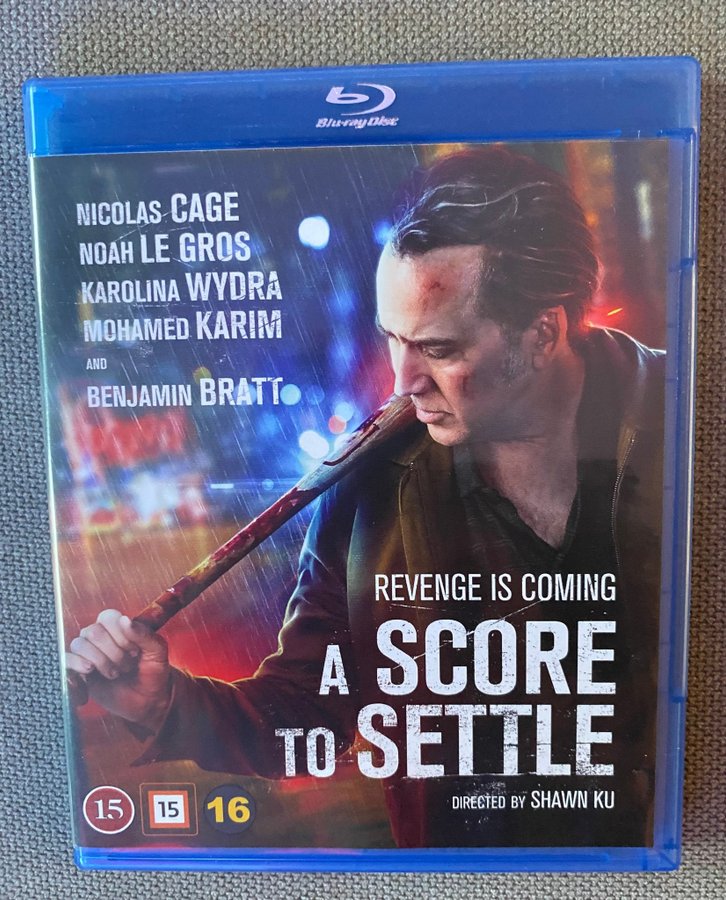 Blu-ray Disc
NICOLAS CAGE
NOAH LE GROS
KAROLINA WYDRA
MOHAMED KARIM
AND
BENJAMIN BRATT
REVENGE IS COMING
A SCORE
TO SETTLE
DIRECTED BY SHAWN KU
15 15 16